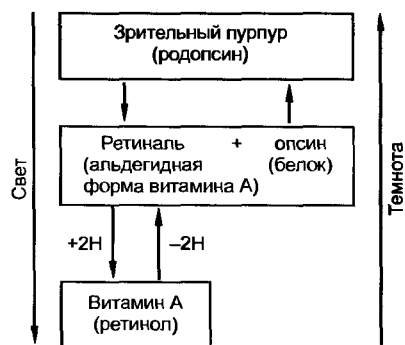 Зрительный пурпур
(родопсин)
Свет
Темнота
Ретиналь + опсин
(альдегидная (белок)
форма витамина А)
+2Н −2Н
Витамин А
(ретинол)